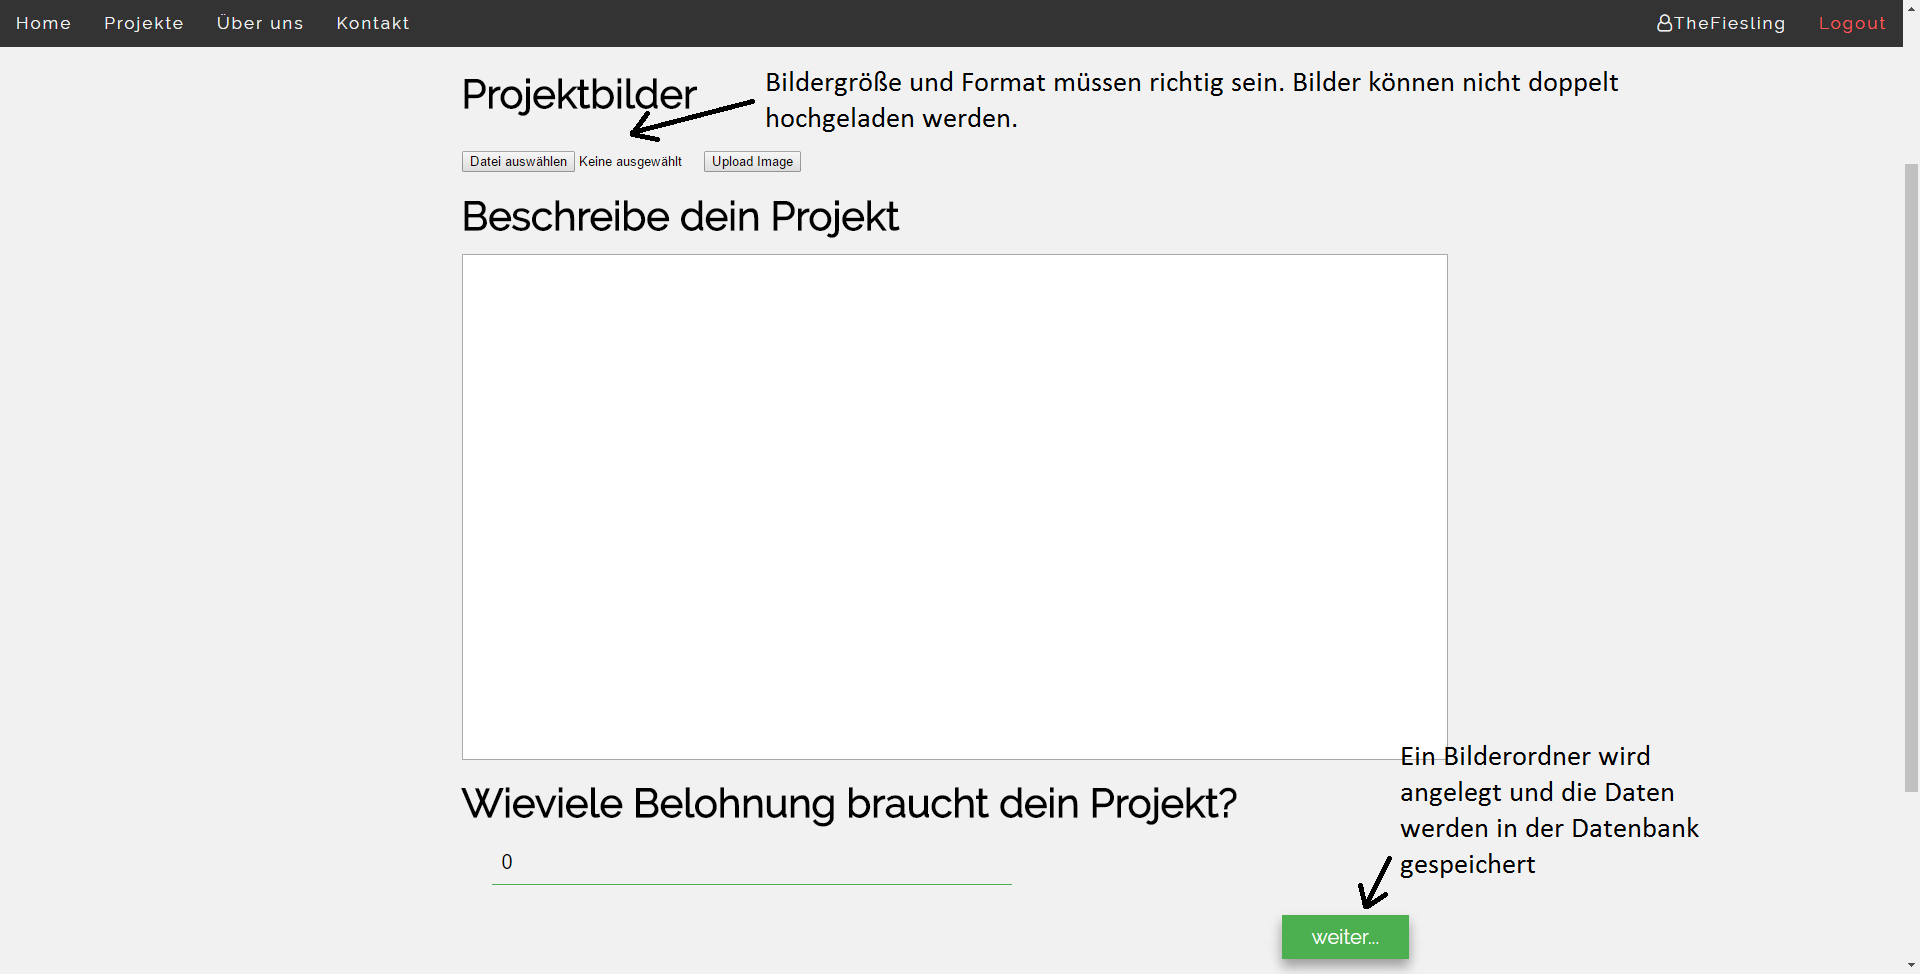 Home Projekte Über uns Kontakt TheFiesling Logout
Projektbilder
Bildergröße und Format müssen richtig sein. Bilder können nicht doppelt
hochgeladen werden.
Datei auswählen Keine ausgewählt Upload Image
Beschreibe dein Projekt
Wieviele Belohnung braucht dein Projekt?
0
Ein Bilderordner wird
angelegt und die Daten
werden in der Datenbank
gespeichert
weiter...